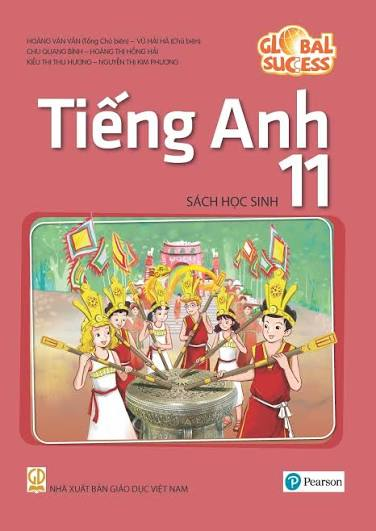 HOÀNG VĂN VÂN (Tổng Chủ biên) – VŨ HẢI HÀ (Chủ biên)
CHU QUANG BÌNH – HOÀNG THỊ HỒNG HẢI
KIỀU THỊ THU HƯƠNG – NGUYỄN THỊ KIM PHƯỢNG
GLOBAL
SUCCESS
Tiếng Anh
11
SÁCH HỌC SINH
NHÀ XUẤT BẢN GIÁO DỤC VIỆT NAM
Pearson